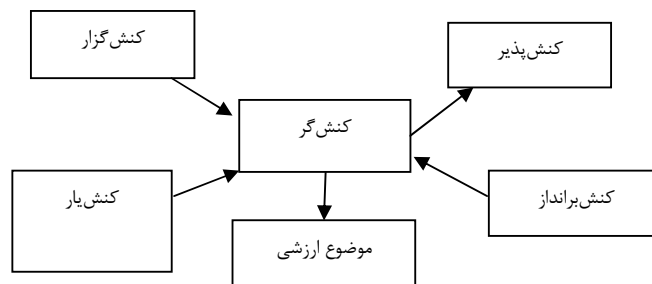 کنش‌گزار
کنش‌پذیر
کنش‌گر
کنش‌یار
کنش‌برانداز
موضوع ارزشی